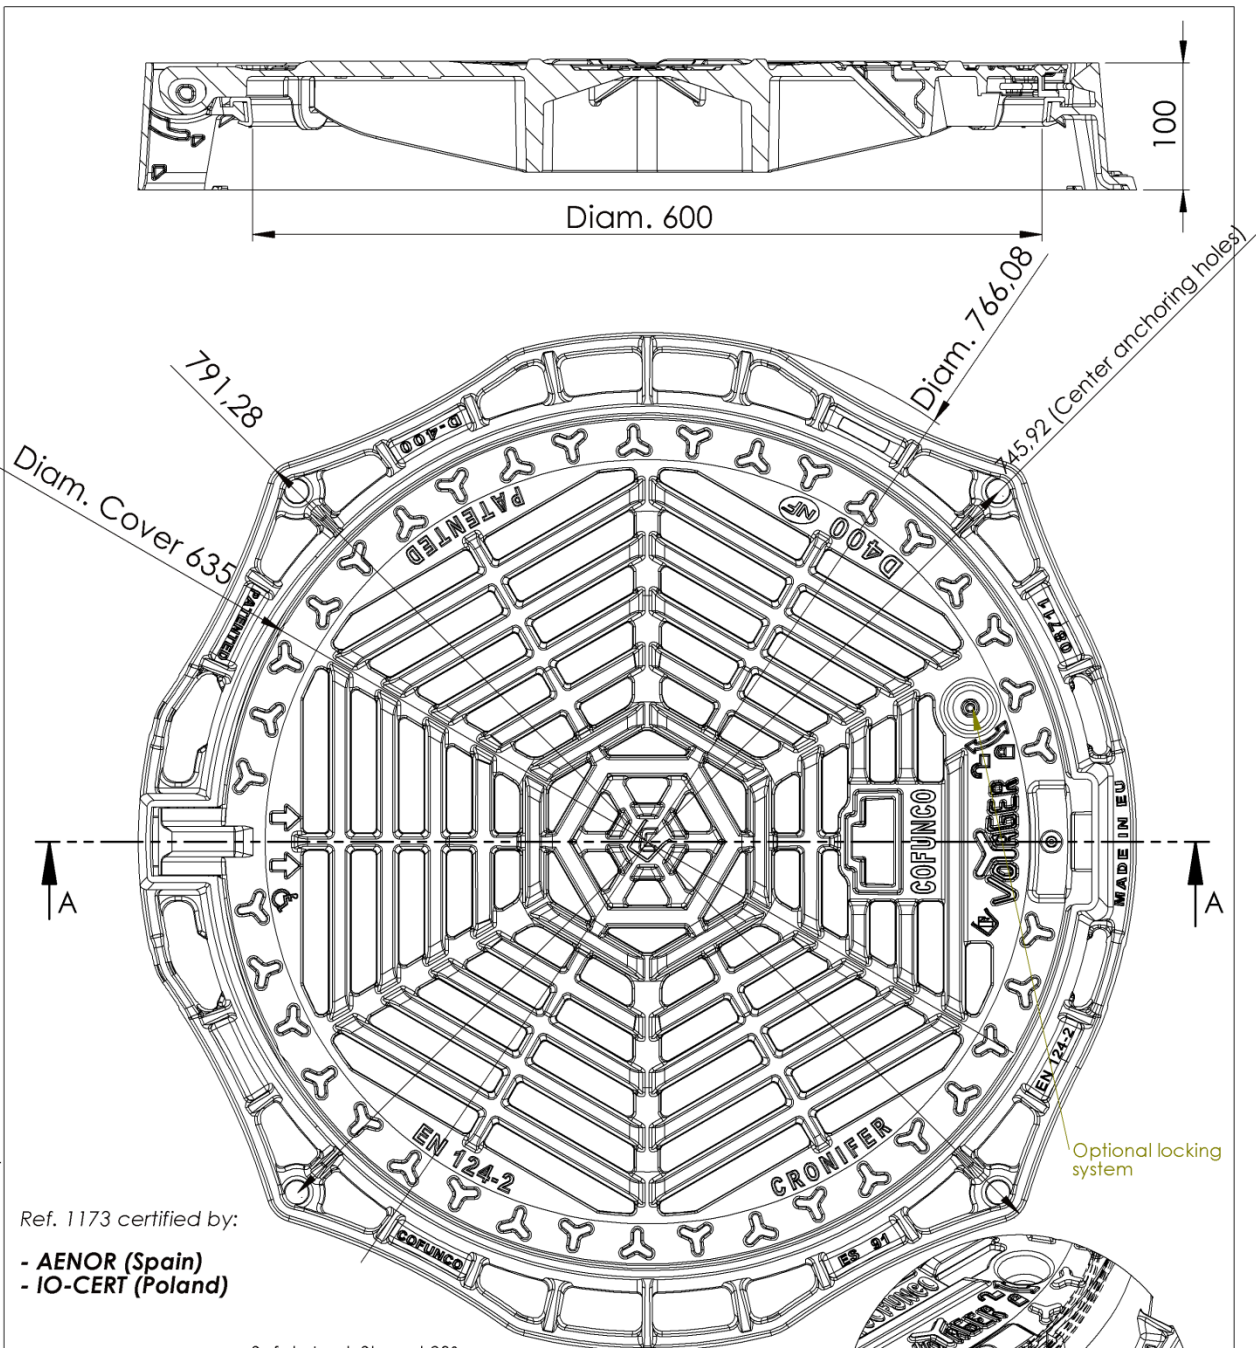 100
Diam. 600
Diam. 766,08
745,92 (Center anchoring holes)
791,28
Diam. Cover 635
D-400
PATENTED
NF
D400
PATENTED
08711
COFUNCO
VOYAGER
MADE IN EU
A
A
EN 124-2
EN 124-2
CRONIFER
Optional locking
system
COFUNCO
ES 91
Ref. 1173 certified by:
- AENOR (Spain)
- IO-CERT (Poland)